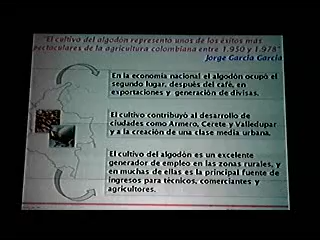 "El cultivo del algodón representó unos de los éxitos más
pectoculares de la agricultura colombiana entre 1.950 y 1.978"
Jorge García García
En la economía nacional el algodón ocupó el
segundo lugar, después del café, en
exportaciones y generación de divisas.
El cultivo contribuyó al desarrollo de
ciudades como Armero, Cerete y Valledupar
y a la creación de una clase media urbana.
El cultivo del algodón es un excelente
generador de empleo en las zonas rurales, y
en muchas de ellas es la principal fuente de
ingresos para técnicos, comerciantes y
agricultores.